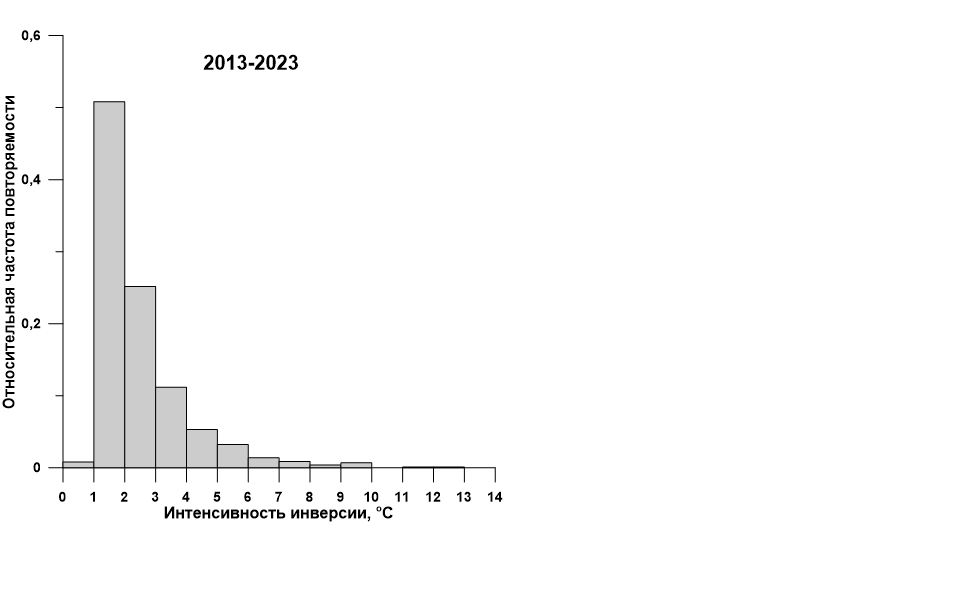 2013-2023
Относительная частота повторяемости
0,6
0,4
0,2
0
0 1 2 3 4 5 6 7 8 9 10 11 12 13 14
Интенсивность инверсии, °С